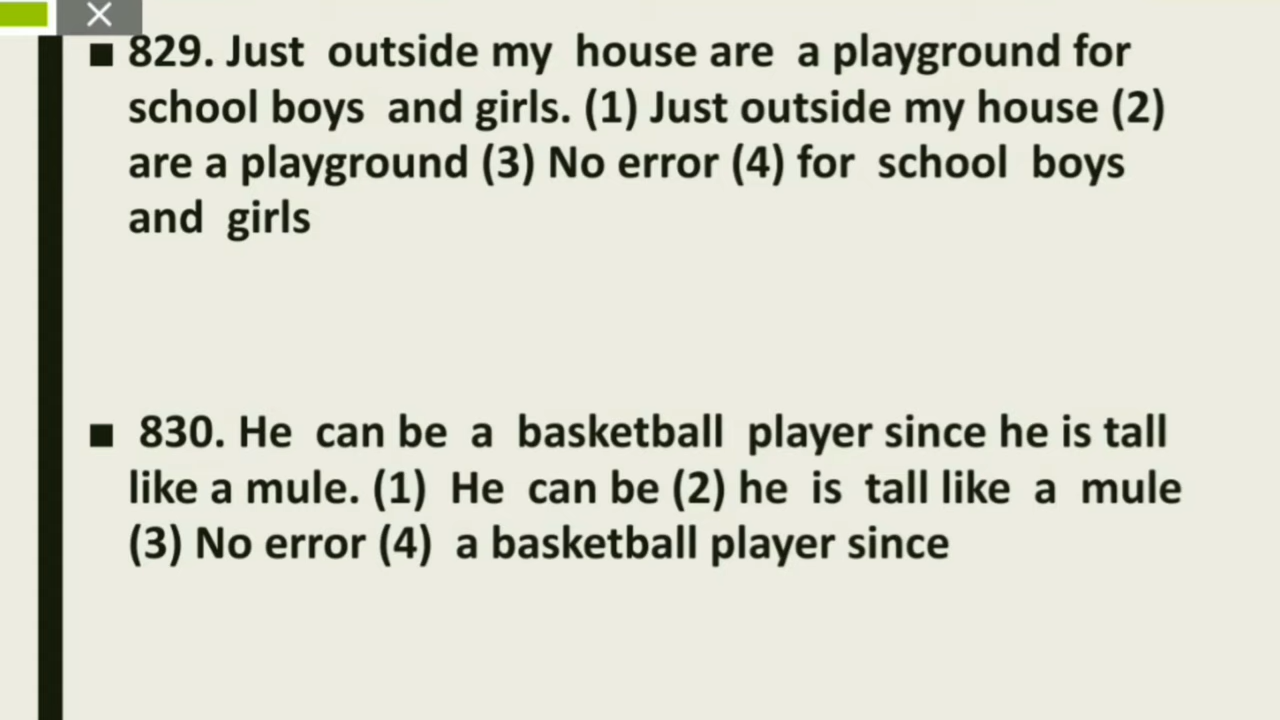 829. Just outside my house are a playground for
school boys and girls. (1) Just outside my house (2)
are a playground (3) No error (4) for school boys
and girls
830. He can be a basketball player since he is tall
like a mule. (1) He can be (2) he is tall like a mule
(3) No error (4) a basketball player since